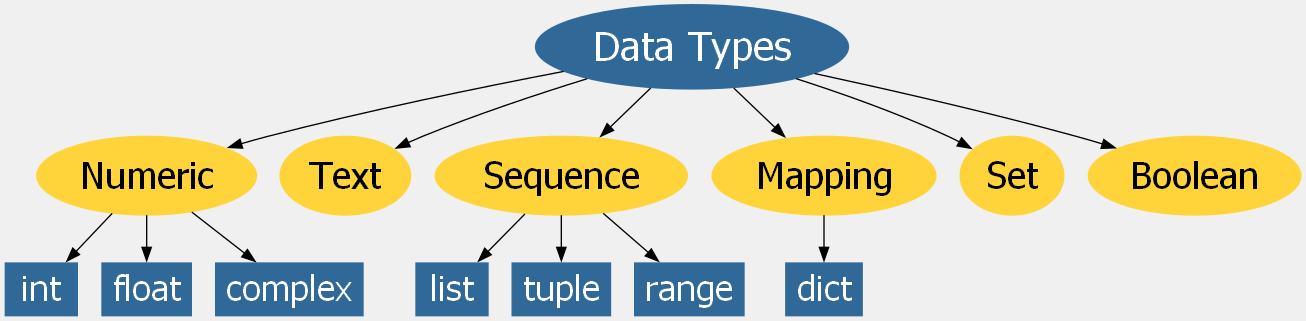 Data Types
Numeric Text Sequence Mapping Set Boolean
int float complex list tuple range dict